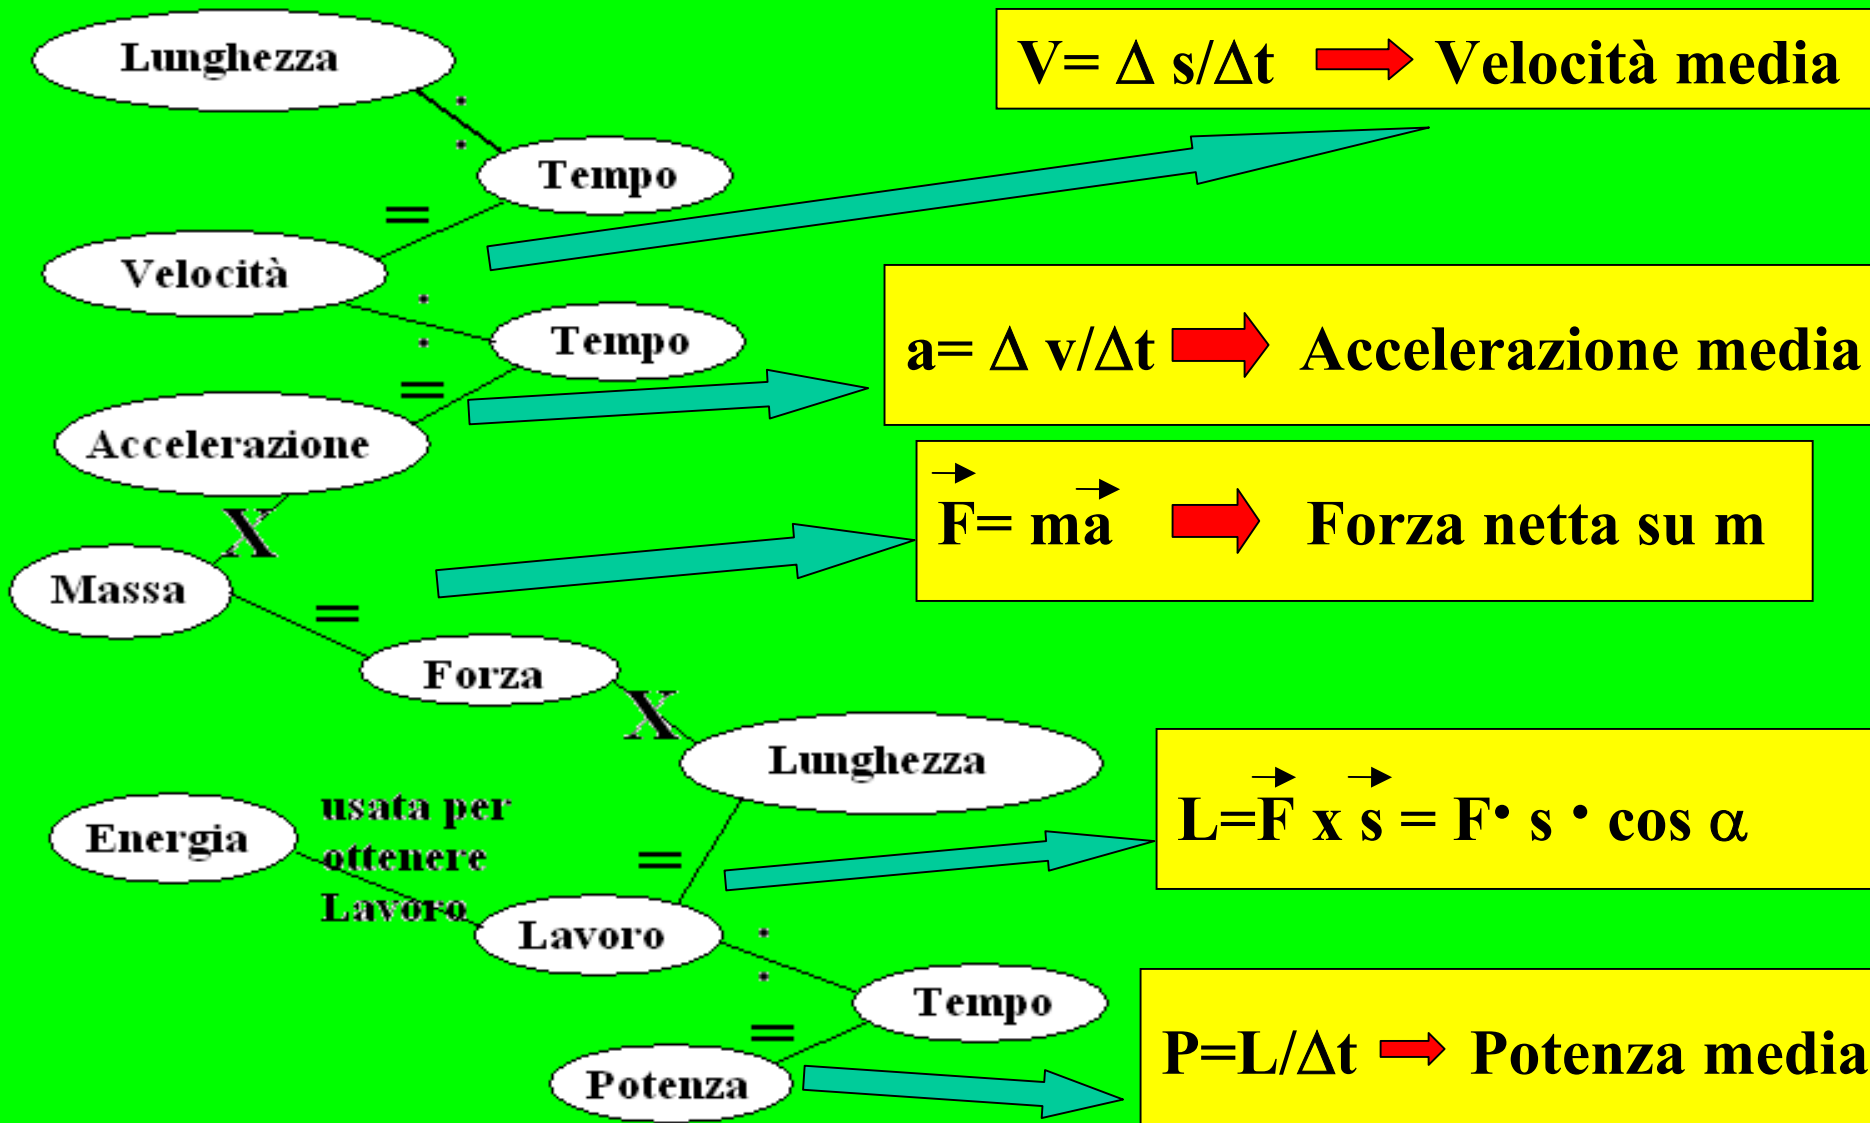 Lunghezza
V= Δ s/Δt Velocità media
:
Tempo
=
Velocità
:
Tempo
a= Δ v/Δt Accelerazione media
=
Accelerazione
X
F= ma Forza netta su m
Massa
=
Forza
X
Lunghezza
Energia
usata per
ottenere
Lavoro
=
L=F x s = F• s • cos α
Lavoro
:
Tempo
=
Potenza
P=L/Δt Potenza media